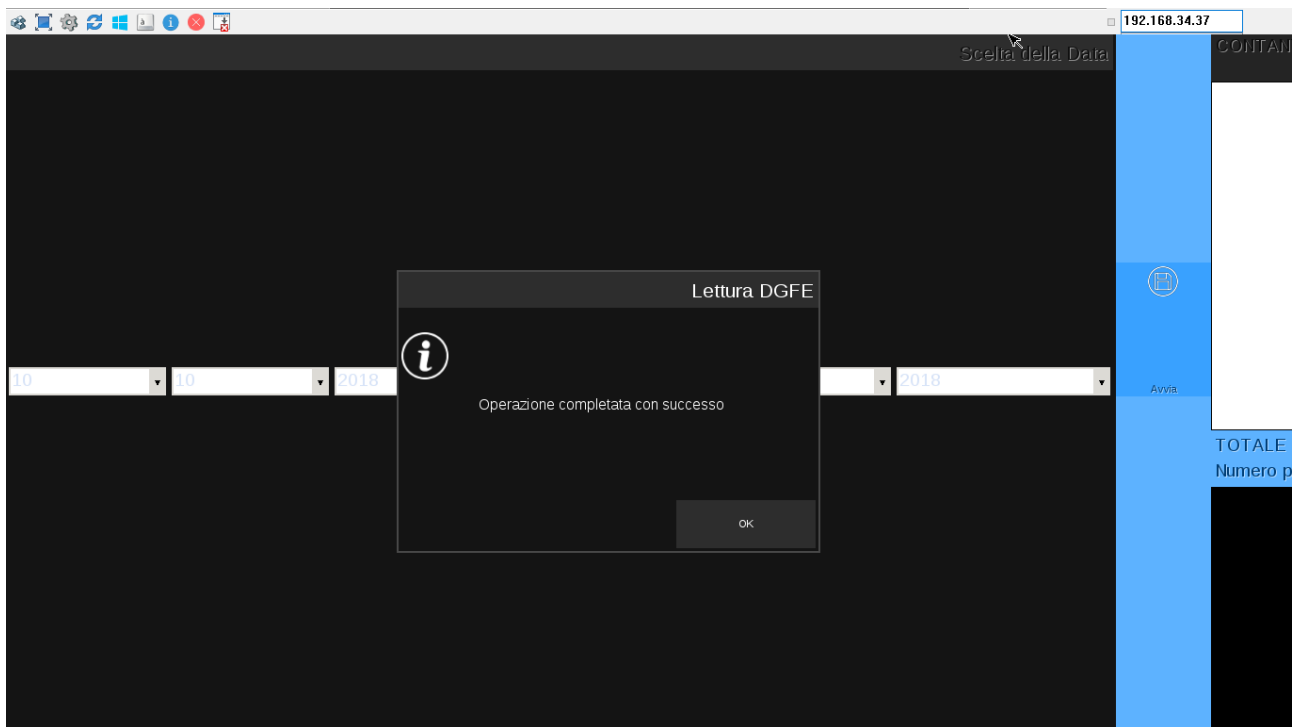 192.168.34.37
Scelta della Data
CONTAN
Lettura DGFE
10
10
2018
2018
Operazione completata con successo
Avvia
OK
TOTALE
Numero p